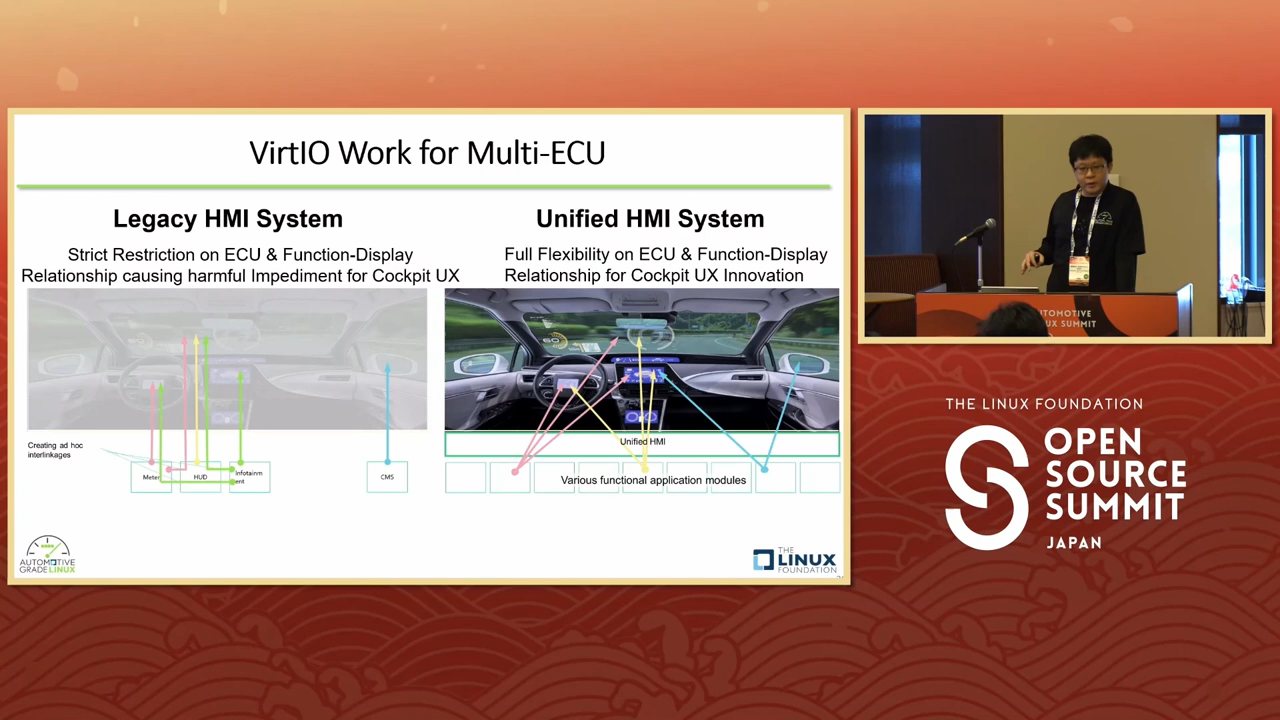 VirtIO Work for Multi-ECU
Legacy HMI System
Strict Restriction on ECU & Function-Display
Relationship causing harmful Impediment for Cockpit UX
Creating ad hoc
interlinkages
Meter
HUD
Infotainm
ent
CMS
Unified HMI System
Full Flexibility on ECU & Function-Display
Relationship for Cockpit UX Innovation
60
Unified HMI
Various functional application modules
AUTOMOTIVE
GRADE LINUX
THE
LINUX
FOUNDATION
UTOMOTIVE
UX SUMMIT
THE LINUX FOUNDATION
OPEN
SOURCE
SUMMIT
JAPAN